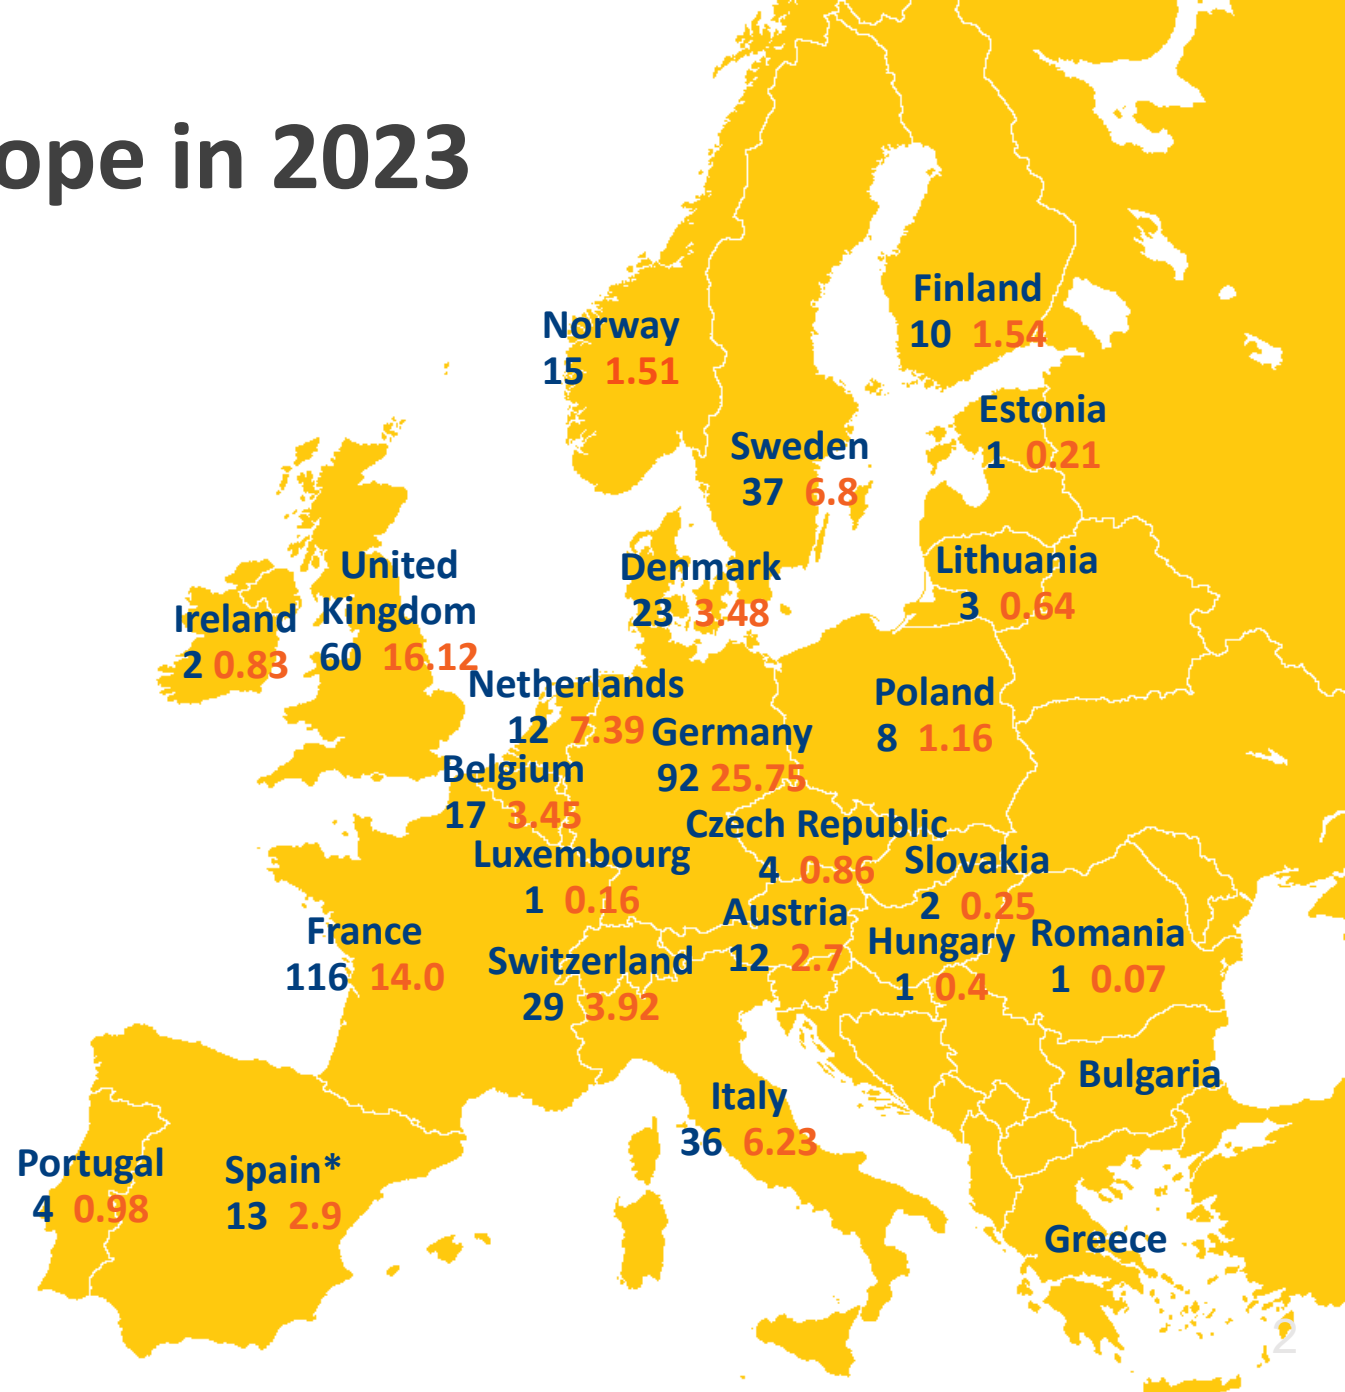 ope in 2023
Finland
10 1.54
Norway
15 1.51
Estonia
1 0.21
Sweden
37 6.8
Lithuania
3 0.64
Denmark
23 3.48
United
Kingdom
60 16.12
Ireland
2 0.83
Netherlands
12 7.39
Poland
8 1.16
Germany
92 25.75
Belgium
17 3.45
Czech Republic
4 0.86
Slovakia
2 0.25
Luxembourg
1 0.16
Austria
12 2.7
France
116 14.0
Hungary
1 0.4
Romania
1 0.07
Switzerland
29 3.92
Bulgaria
Italy
36 6.23
Portugal
4 0.98
Spain*
13 2.9
Greece
2